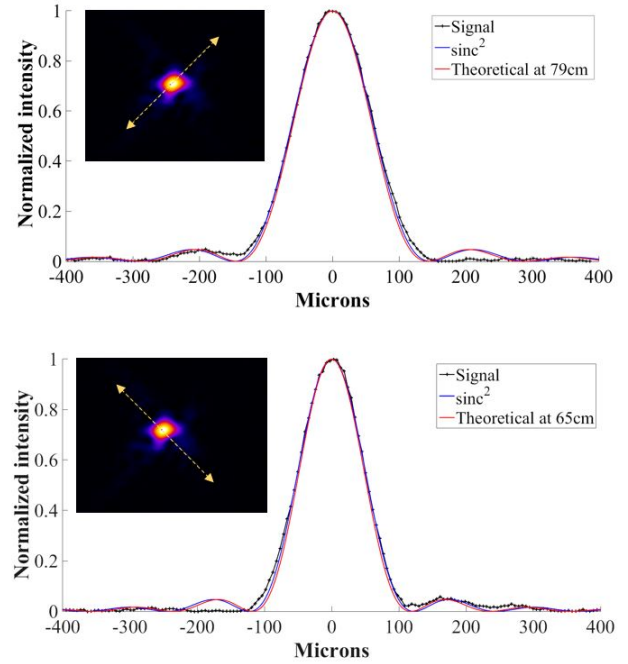 Normalized intensity
1
0.8
0.6
0.4
0.2
0
Signal
sinc²
Theoretical at 79cm
-400 -300 -200 -100 0 100 200 300 400
Microns
Normalized intensity
1
0.8
0.6
0.4
0.2
0
Signal
sinc²
Theoretical at 65cm
-400 -300 -200 -100 0 100 200 300 400
Microns